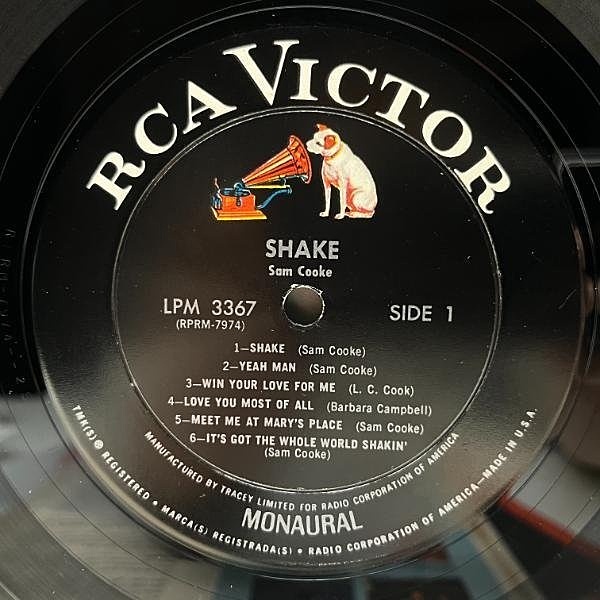 RCA VICTOR
SHAKE
Sam Cooke
LPM 3367
(RPRM-7974)
SIDE 1
1—SHAKE (Sam Cooke)
2—YEAH MAN (Sam Cooke)
3—WIN YOUR LOVE FOR ME (L. C. Cook)
4—LOVE YOU MOST OF ALL (Barbara Campbell)
5—MEET ME AT MARY'S PLACE (Sam Cooke)
6—IT'S GOT THE WHOLE WORLD SHAKIN'
(Sam Cooke)
MANUFACTURED BY TRACEY LIMITED FOR RADIO CORPORATION OF AMERICA
MONAURAL
TMK(S) ® REGISTERED • MARCA(S) REGISTRADA(S) • RADIO CORPORATION OF AMERICA—MADE IN U.S.A.